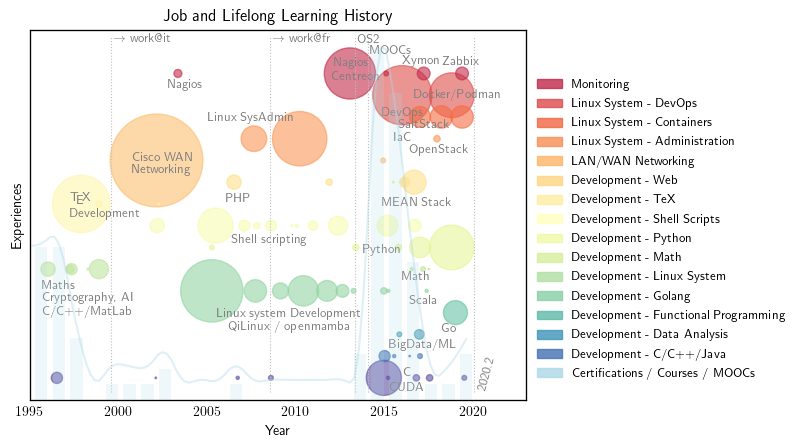 Job and Lifelong Learning History
→ work@it
→ work@fr
OS2
MOOCs
Nagios
Nagios
Centreon
Xymon
Zabbix
Docker/Podman
DevOps
SaltStack
IaC
OpenStack
Linux SysAdmin
Cisco WAN
Networking
TEX
Development
PHP
MEAN Stack
Shell scripting
Python
Math
Maths
Cryptography, AI
C/C++/MatLab
Linux system Development
QiLinux / openmamba
Scala
Go
BigData/ML
C
CUDA
2020.2
Experiences
1995
2000
2005
2010
2015
2020
Year
Monitoring
Linux System - DevOps
Linux System - Containers
Linux System - Administration
LAN/WAN Networking
Development - Web
Development - TeX
Development - Shell Scripts
Development - Python
Development - Math
Development - Linux System
Development - Golang
Development - Functional Programming
Development - Data Analysis
Development - C/C++/Java
Certifications / Courses / MOOCs